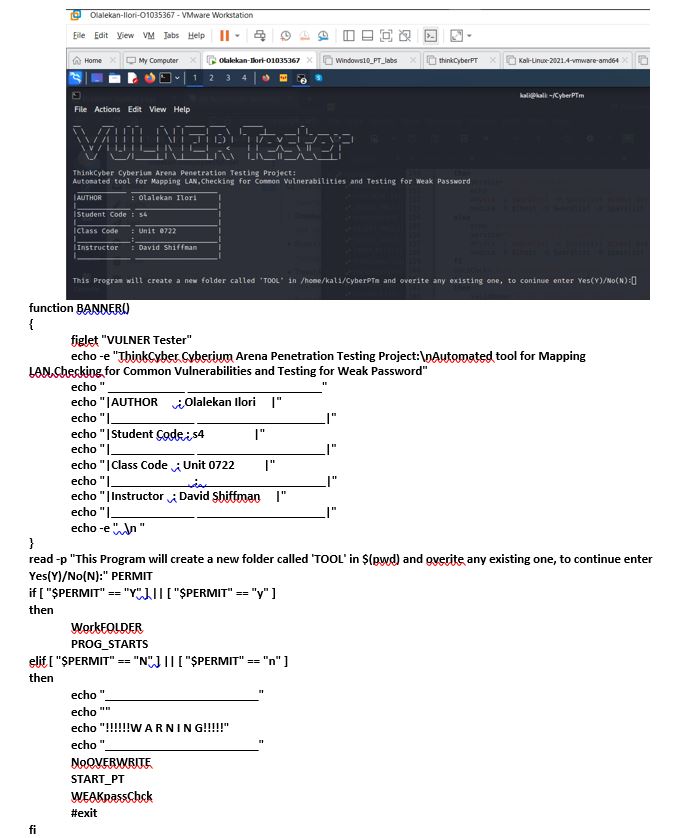 Olalekan-Ilori-O1035367 - VMware Workstation
File Edit View VM Tabs Help
Home My Computer Olalekan-Ilori-O1035367 Windows10_PT_labs thinkCyberPT Kali-Linux-2021.4-vmware-amd64
1 2 3 4
kali@kali: ~/CyberPTm
File Actions Edit View Help
VULNER Tester
ThinkCyber Cyberium Arena Penetration Testing Project:
Automated tool for Mapping LAN,Checking for Common Vulnerabilities and Testing for Weak Password
|AUTHOR : Olalekan Ilori |
|Student Code : s4 |
|Class Code : Unit 0722 |
|Instructor : David Shiffman |
This Program will create a new folder called 'TOOL' in /home/kali/CyberPTm and overite any existing one, to coninue enter Yes(Y)/No(N):
function BANNER()
{
figlet "VULNER Tester"
echo -e "ThinkCyber Cyberium Arena Penetration Testing Project:\nAutomated tool for Mapping
LAN,Checking for Common Vulnerabilities and Testing for Weak Password"
echo " ________________________________"
echo "|AUTHOR : Olalekan Ilori |"
echo "|_____________ ____________________|"
echo "|Student Code : s4 |"
echo "|_____________ ____________________|"
echo "|Class Code : Unit 0722 |"
echo "|_____________:____________________|"
echo "|Instructor : David Shiffman |"
echo "|_____________ ____________________|"
echo -e " \n "
}
read -p "This Program will create a new folder called 'TOOL' in $(pwd) and overite any existing one, to continue enter
Yes(Y)/No(N):" PERMIT
if [ "$PERMIT" == "Y" ] || [ "$PERMIT" == "y" ]
then
WorkFOLDER
PROG_STARTS
elif [ "$PERMIT" == "N" ] || [ "$PERMIT" == "n" ]
then
echo "________________________"
echo ""
echo "!!!!!!W A R N I N G!!!!!"
echo "________________________"
NoOVERWRITE
START_PT
WEAKpassChck
#exit
fi